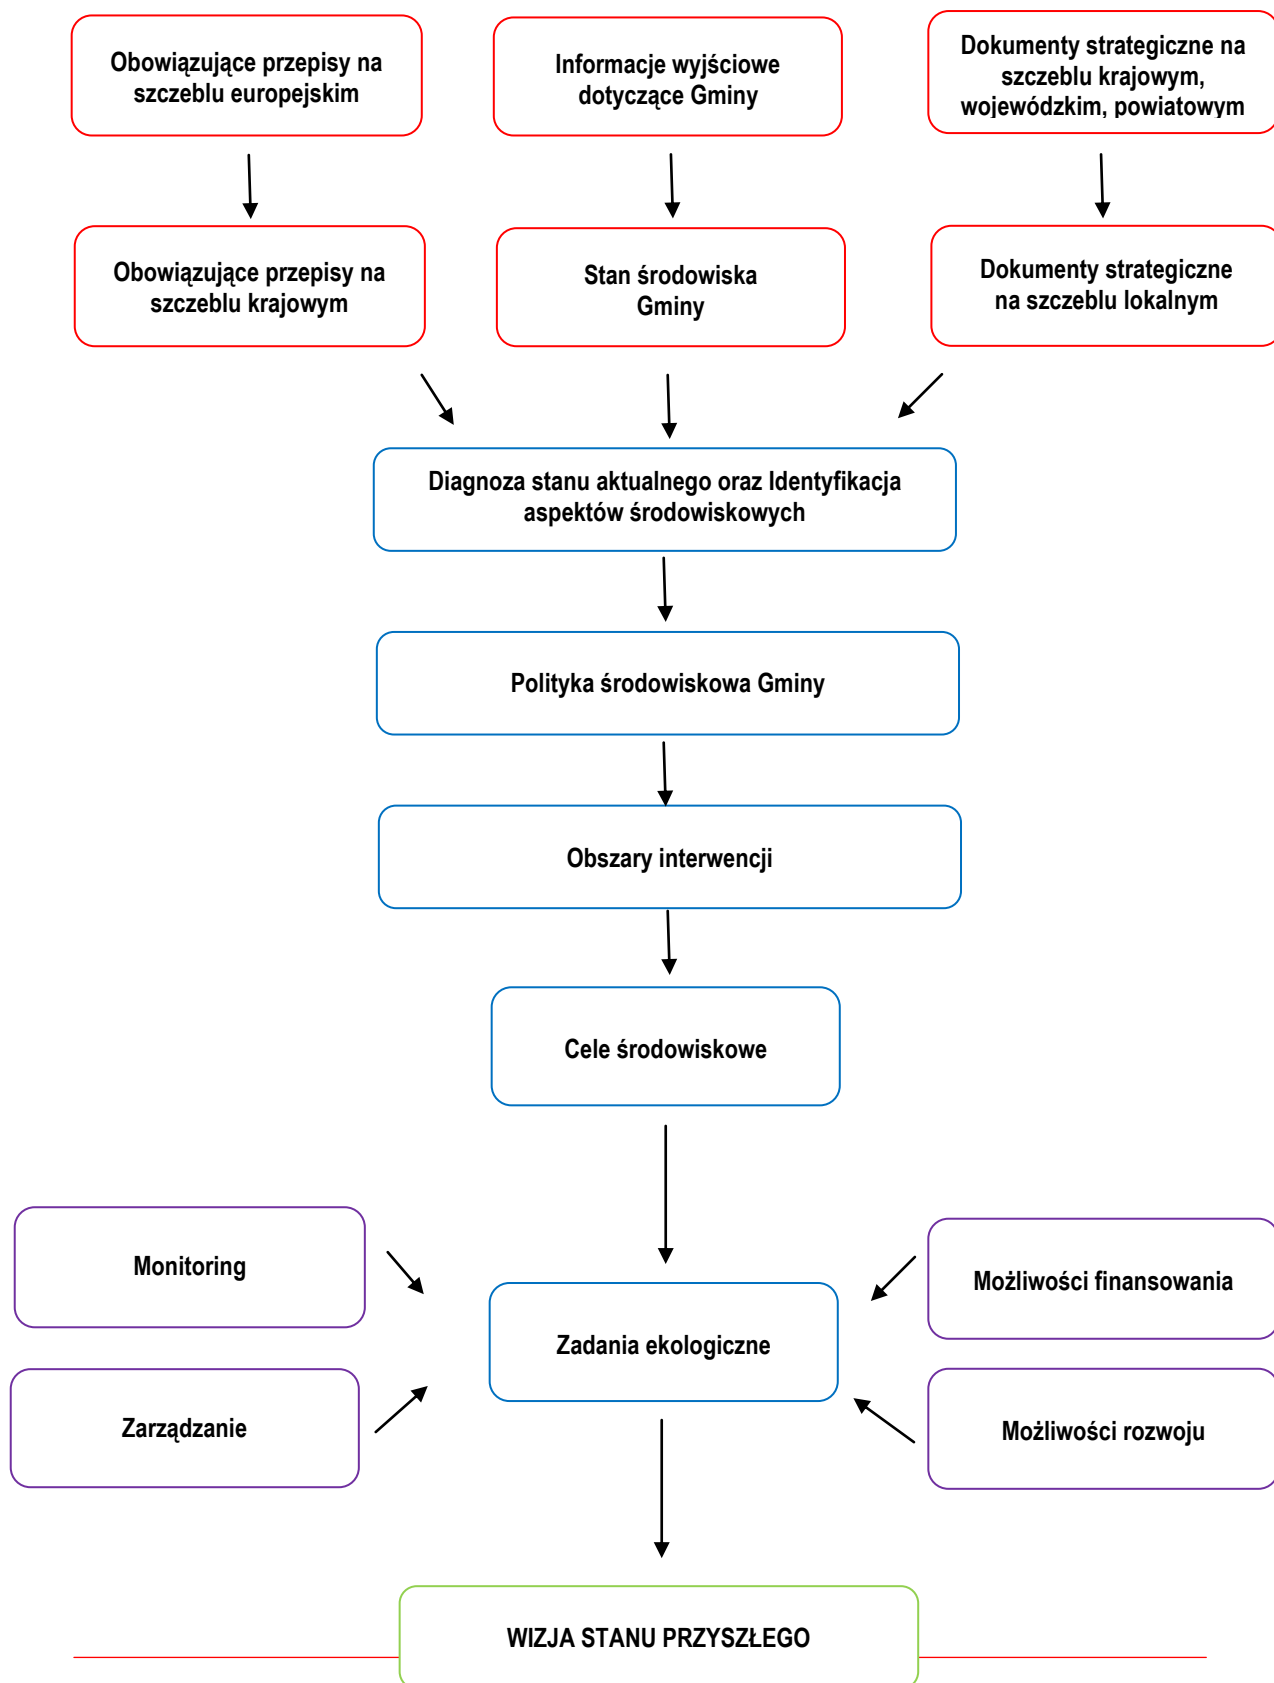 Obowiązujące przepisy na
szczeblu europejskim
Informacje wyjściowe
dotyczące Gminy
Dokumenty strategiczne na
szczeblu krajowym,
wojewódzkim, powiatowym
Obowiązujące przepisy na
szczeblu krajowym
Stan środowiska
Gminy
Dokumenty strategiczne
na szczeblu lokalnym
Diagnoza stanu aktualnego oraz Identyfikacja
aspektów środowiskowych
Polityka środowiskowa Gminy
Obszary interwencji
Cele środowiskowe
Monitoring
Możliwości finansowania
Zadania ekologiczne
Zarządzanie
Możliwości rozwoju
WIZJA STANU PRZYSZŁEGO